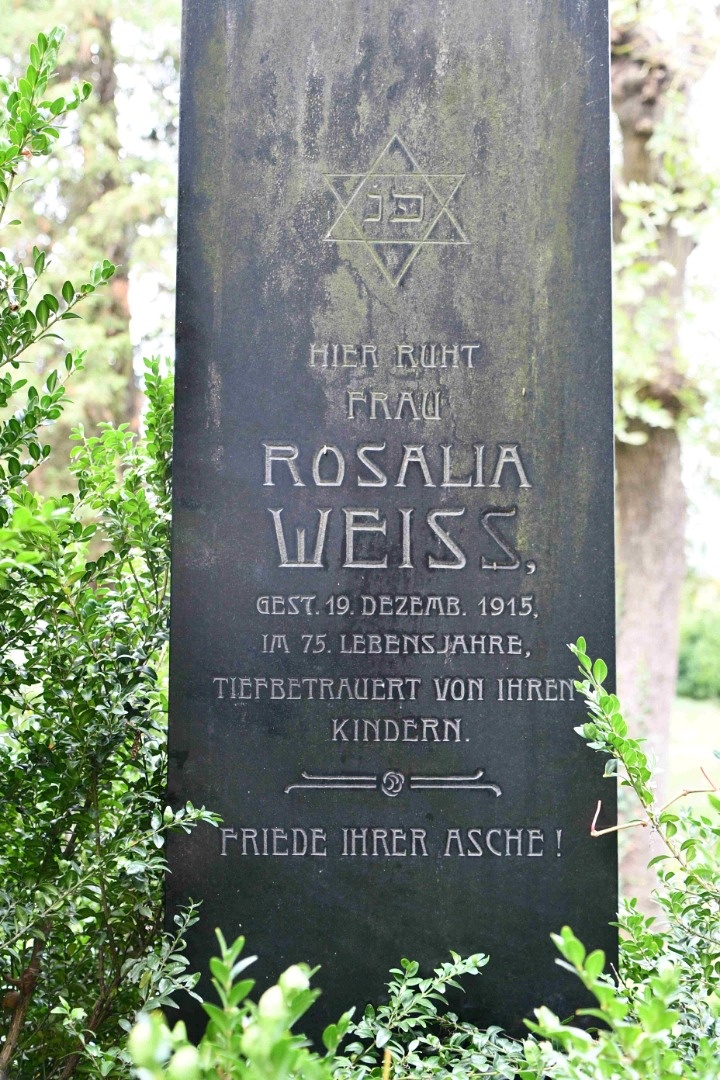 פנ
HIER RUHT
FRAU
ROSALIA
WEISS,
GEST. 19. DEZEMB. 1915,
IM 75. LEBENSJAHRE,
TIEFBETRAUERT VON IHREN
KINDERN.
FRIEDE IHRER ASCHE!